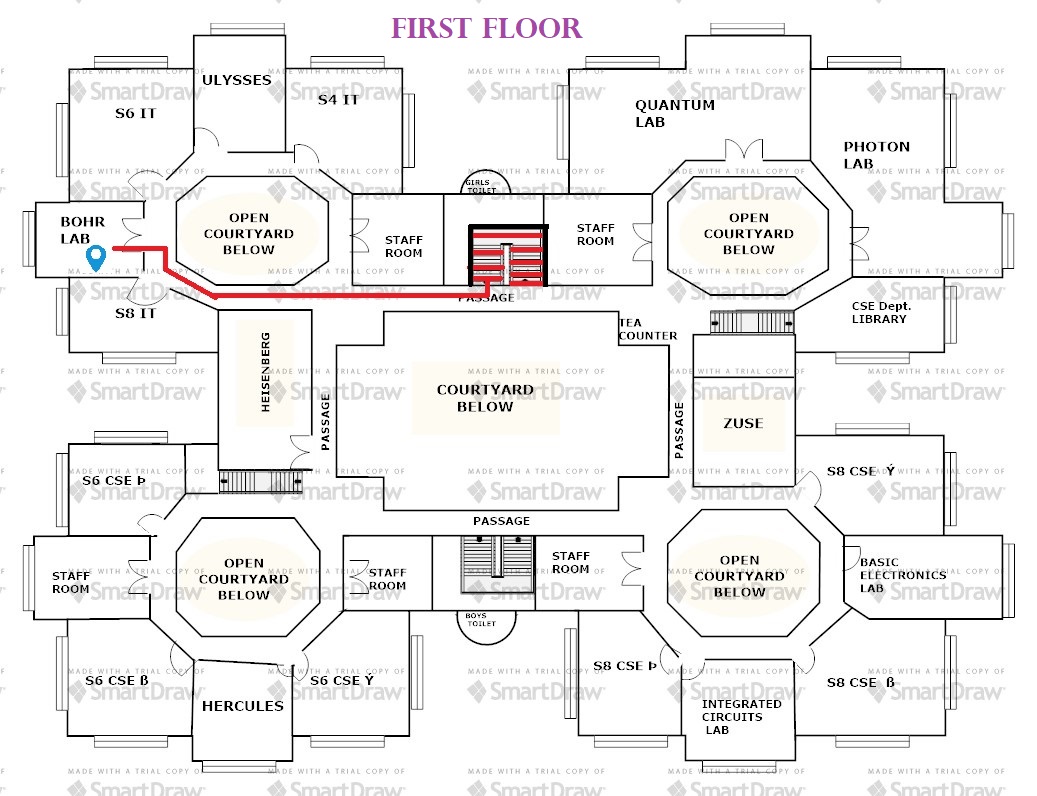 FIRST FLOOR
ULYSSES
S6 IT
S4 IT
QUANTUM
LAB
PHOTON
LAB
BOHR
LAB
OPEN
COURTYARD
BELOW
STAFF
ROOM
GIRLS
TOILET
STAFF
ROOM
OPEN
COURTYARD
BELOW
S8 IT
PASSAGE
TEA
COUNTER
CSE Dept.
LIBRARY
HEISENBERG
PASSAGE
COURTYARD
BELOW
PASSAGE
ZUSE
S6 CSE Þ
S8 CSE Ý
PASSAGE
STAFF
ROOM
OPEN
COURTYARD
BELOW
STAFF
ROOM
STAFF
ROOM
OPEN
COURTYARD
BELOW
BASIC
ELECTRONICS
LAB
BOYS
TOILET
S6 CSE ß
HERCULES
S6 CSE Ý
S8 CSE Þ
INTEGRATED
CIRCUITS
LAB
S8 CSE ß
MADE WITH A TRIAL COPY OF
SmartDraw